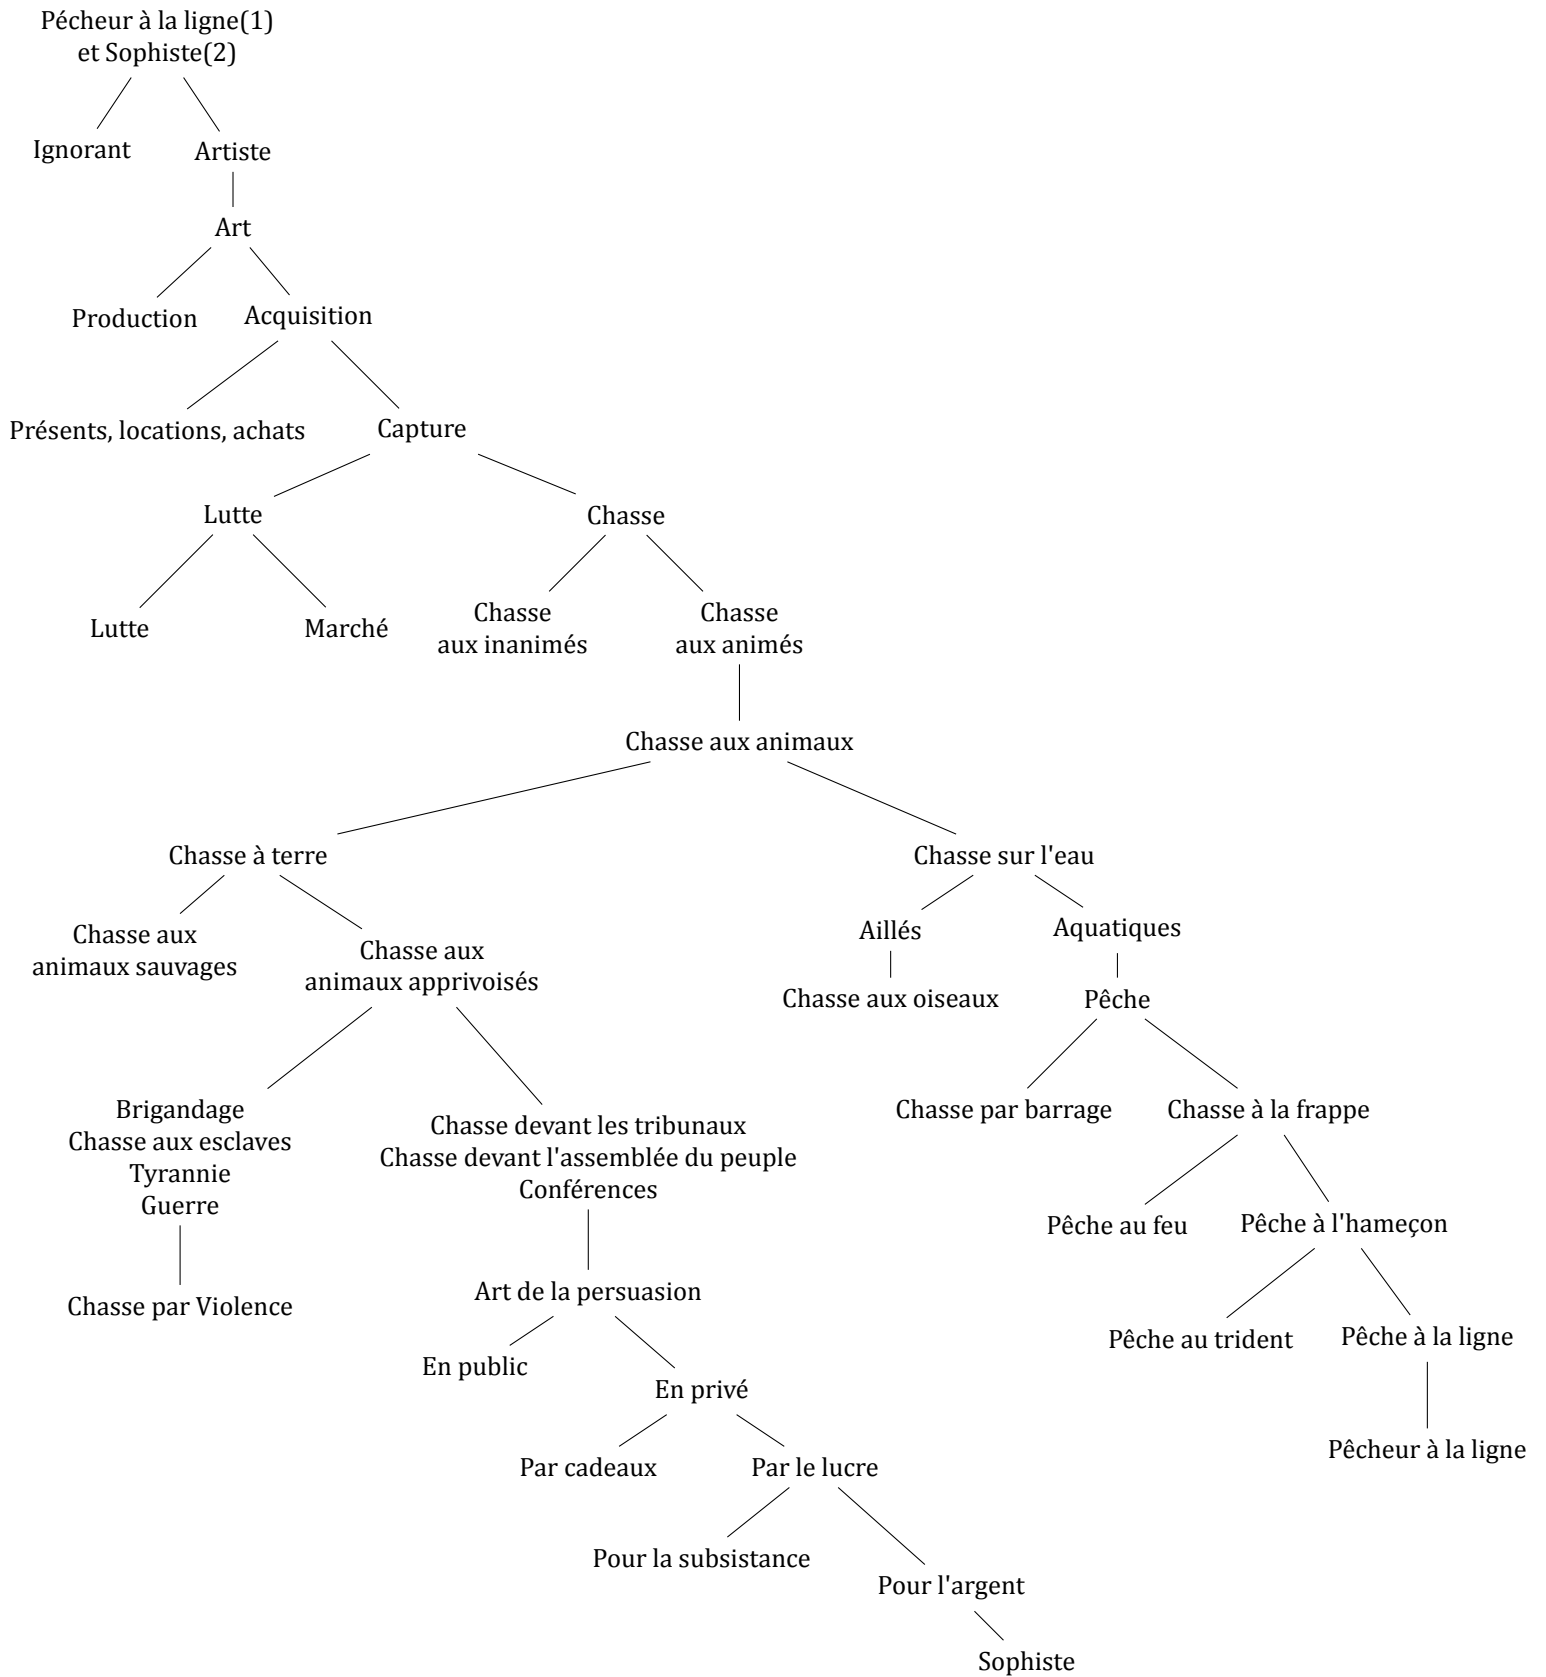 Pécheur à la ligne(1)
et Sophiste(2)
Ignorant
Artiste
Art
Production
Acquisition
Présents, locations, achats
Capture
Lutte
Chasse
Lutte
Marché
Chasse
aux inanimés
Chasse
aux animés
Chasse aux animaux
Chasse à terre
Chasse sur l'eau
Chasse aux
animaux sauvages
Chasse aux
animaux apprivoisés
Aillés
Aquatiques
Chasse aux oiseaux
Pêche
Brigandage
Chasse aux esclaves
Tyrannie
Guerre
Chasse devant les tribunaux
Chasse devant l'assemblée du peuple
Conférences
Chasse par barrage
Chasse à la frappe
Pêche au feu
Pêche à l'hameçon
Chasse par Violence
Art de la persuasion
Pêche au trident
Pêche à la ligne
En public
En privé
Pêcheur à la ligne
Par cadeaux
Par le lucre
Pour la subsistance
Pour l'argent
Sophiste